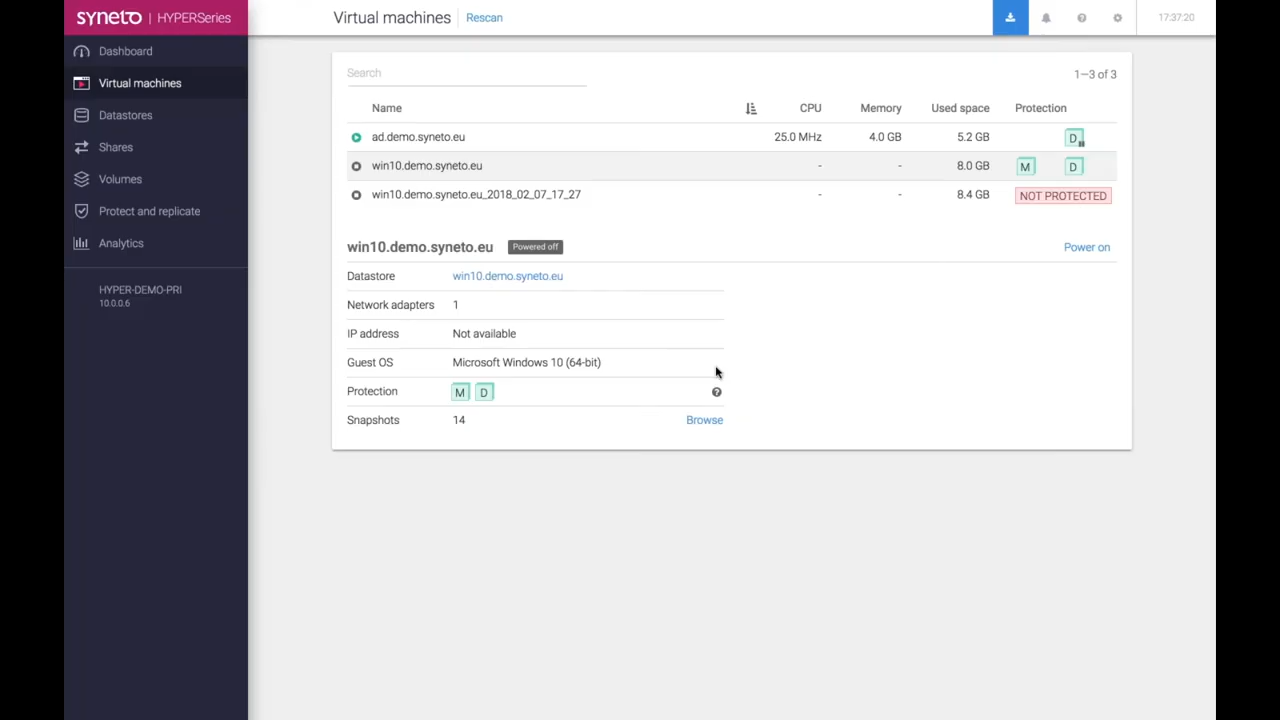 syneto | HYPERSeries
Virtual machines Rescan
17:37:20
Dashboard
Virtual machines
Datastores
Shares
Volumes
Protect and replicate
Analytics
HYPER-DEMO-PRI
10.0.0.6
Search
1—3 of 3
Name CPU Memory Used space Protection
ad.demo.syneto.eu 25.0 MHz 4.0 GB 5.2 GB D
win10.demo.syneto.eu - - 8.0 GB M D
win10.demo.syneto.eu_2018_02_07_17_27 - - 8.4 GB NOT PROTECTED
win10.demo.syneto.eu Powered off Power on
Datastore win10.demo.syneto.eu
Network adapters 1
IP address Not available
Guest OS Microsoft Windows 10 (64-bit)
Protection M D ?
Snapshots 14 Browse